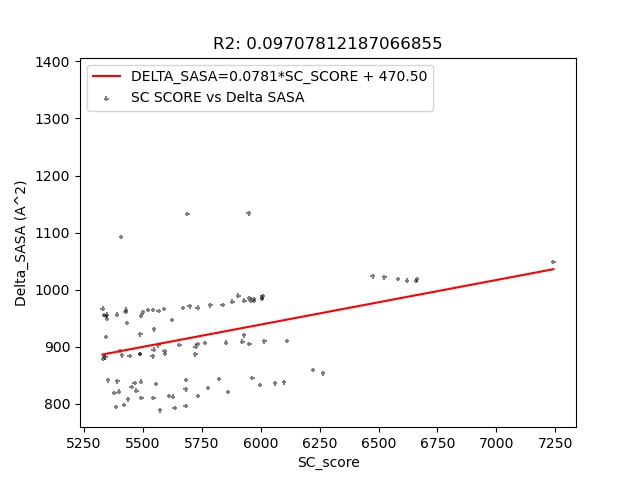 R2: 0.09707812187066855
DELTA_SASA=0.0781*SC_SCORE + 470.50
SC SCORE vs Delta SASA
Delta_SASA (A^2)
1400
1300
1200
1100
1000
900
800
5250 5500 5750 6000 6250 6500 6750 7000 7250
SC_score